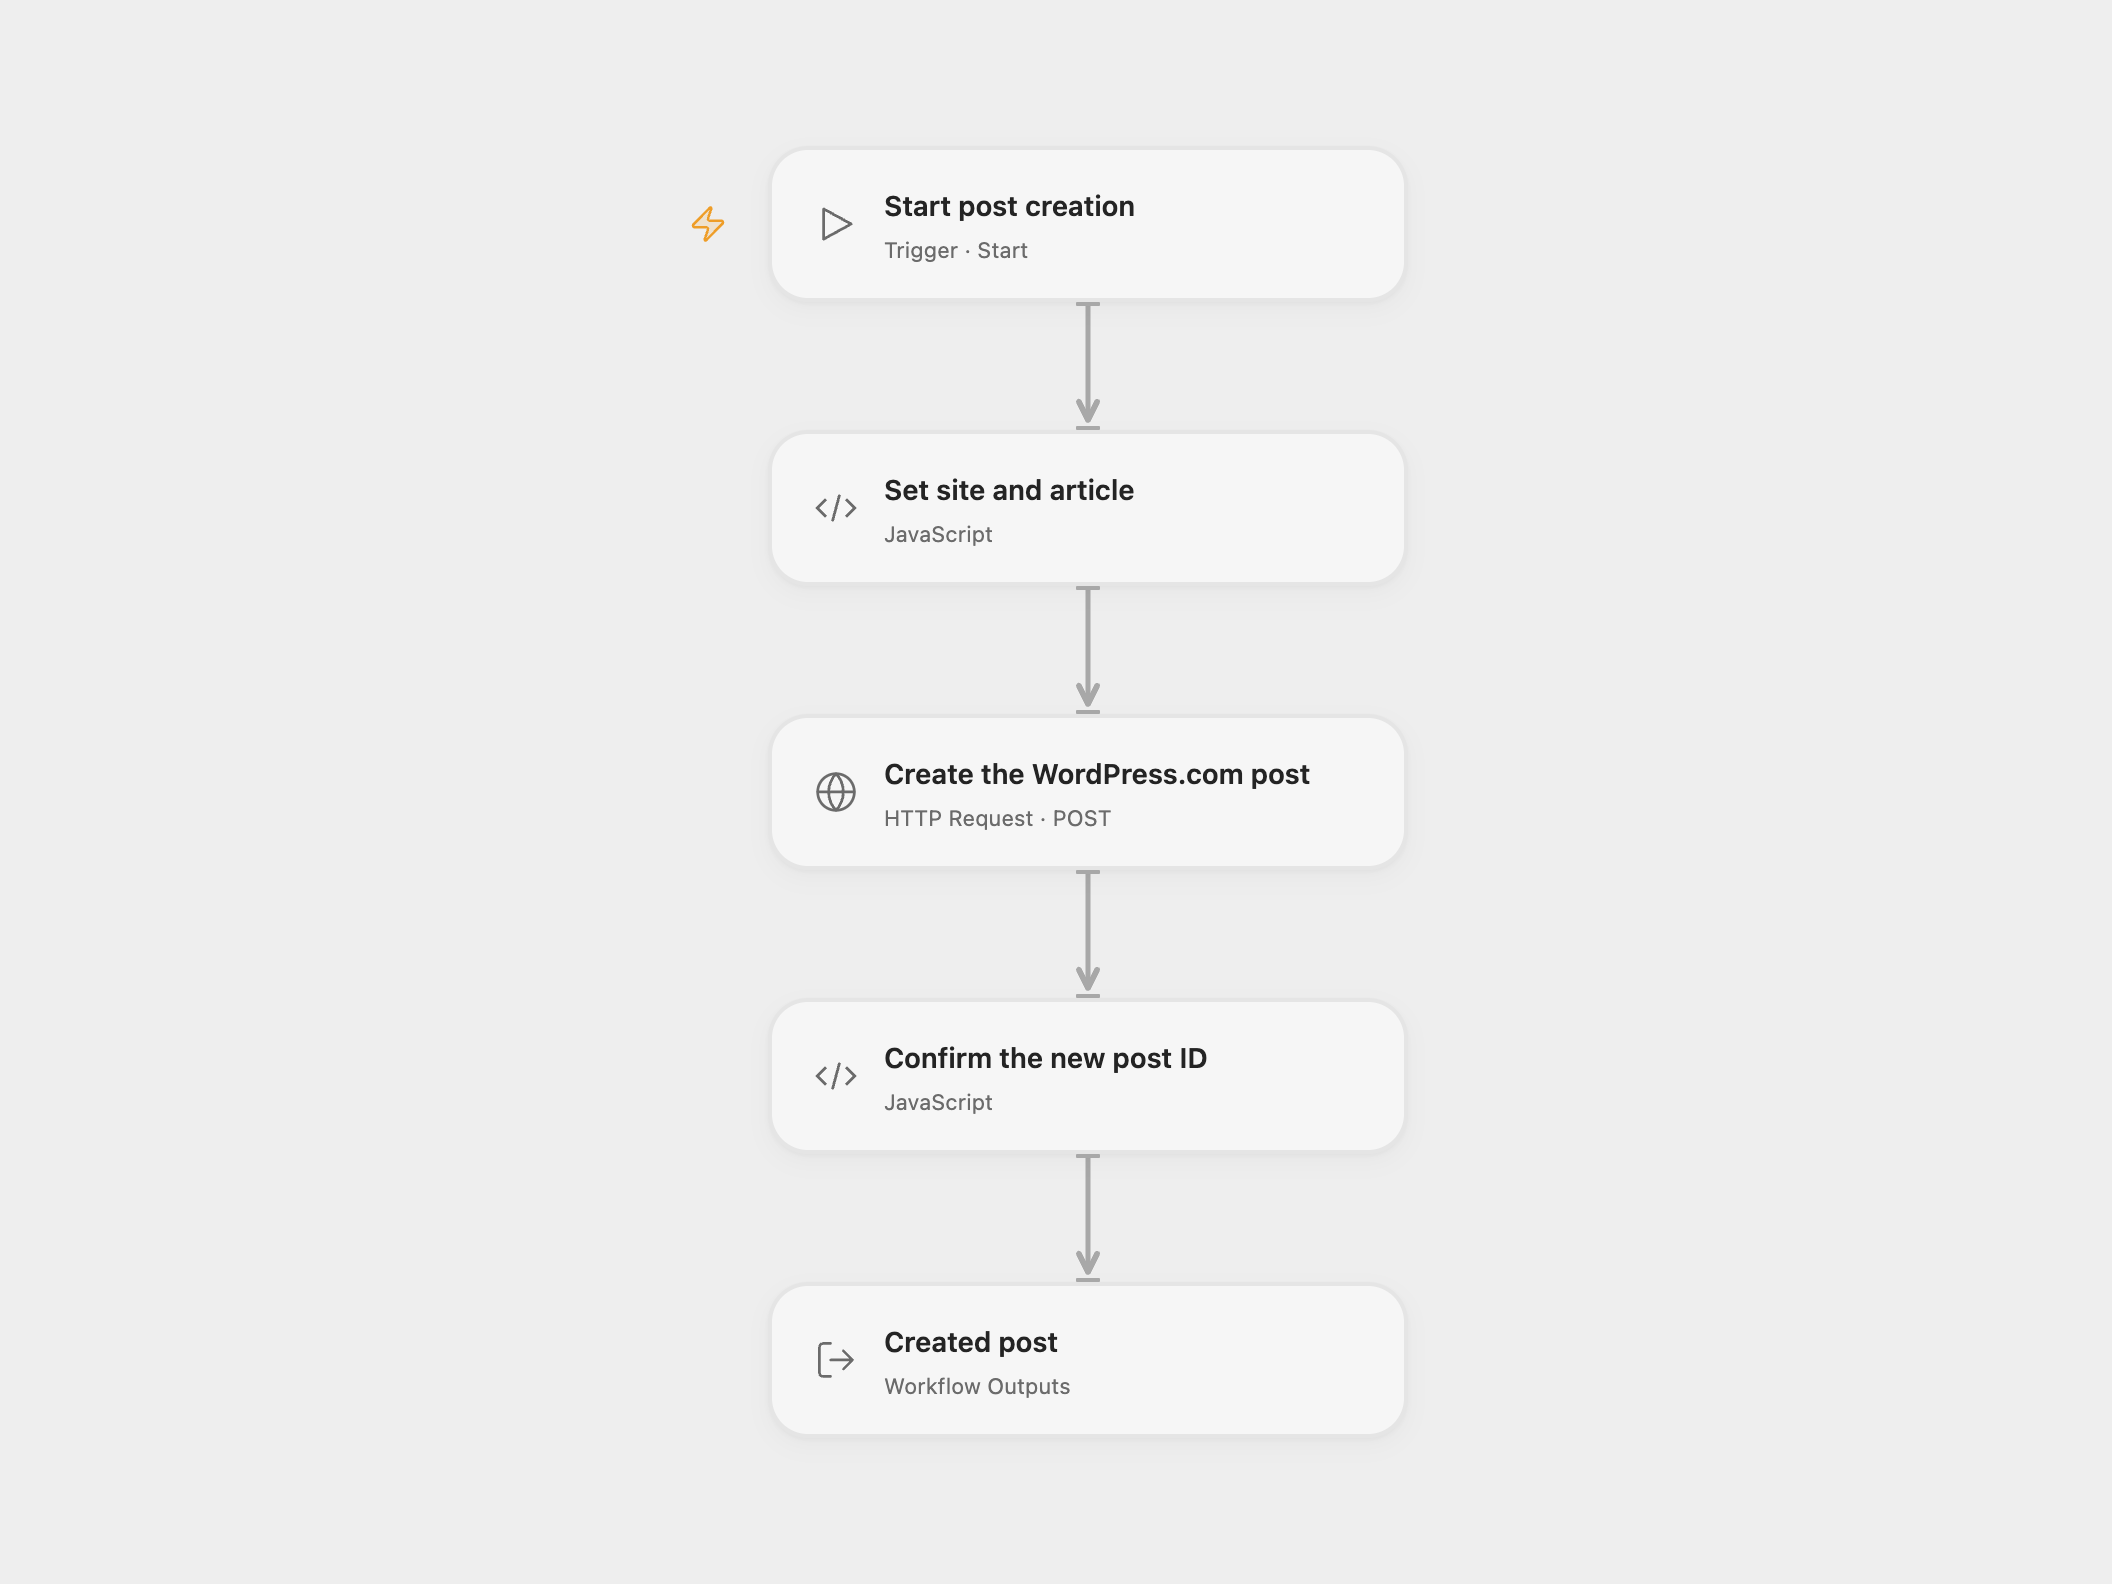 Start post creation
Trigger · Start
Set site and article
JavaScript
Create the WordPress.com post
HTTP Request · POST
Confirm the new post ID
JavaScript
Created post
Workflow Outputs